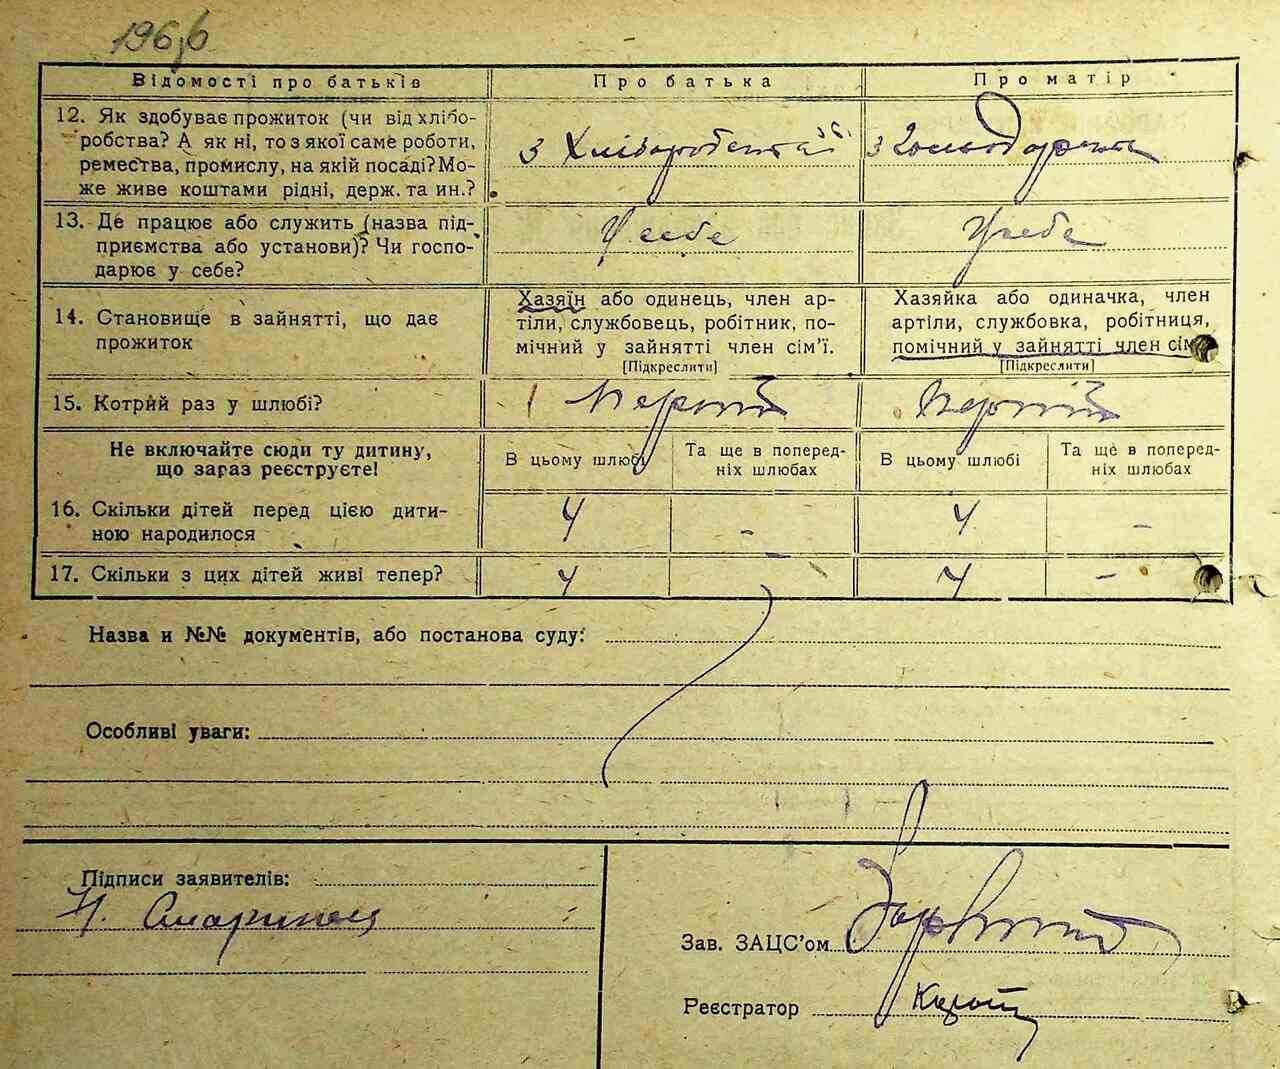 1966
Відомості про батьків Про батька Про матір
12. Як здобуває прожиток (чи від хлібо-
робства? А як ні, то з якої саме роботи,
ремества, промислу, на якій посаді? Мо-
же живе коштами рідні, держ. та ин.?
з Хліборобства з
13. Де працює або служить (назва під-
приємства або установи)? Чи госпо-
дарює у себе?
У себе У себе
14. Становище в зайнятті, що дає
прожиток
Хазяїн або одинець, член ар-
тіли, службовець, робітник, по-
мічний у зайнятті член сім’ї.
[Підкреслити]
Хазяйка або одиначка, член
артіли, службовка, робітниця,
помічний у зайнятті член сім
[Підкреслити]
15. Котрий раз у шлюбі?
Перший Перший
Не включайте сюди ту дитину,
що зараз реєструєте!
В цьому шлюбі
Та ще в поперед-
ніх шлюбах
В цьому шлюбі
Та ще в поперед-
ніх шлюбах
16. Скільки дітей перед цією дити-
ною народилося
4 - 4 -
17. Скільки з цих дітей живі тепер?
4 - 4 -
Назва и №№ документів, або постанова суду:
Особливі уваги:
Підписи заявителів:
Зав. ЗАЦС’ом
Реєстратор